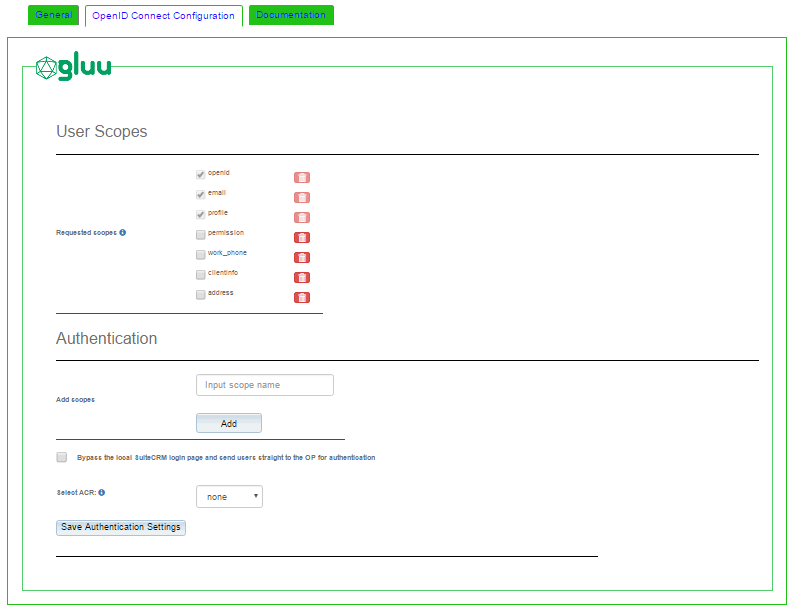 General OpenID Connect Configuration Documentation
gluu
User Scopes
openid
email
profile
Requested scopes
permission
work_phone
clientinfo
address
Authentication
Input scope name
Add scopes
Add
Bypass the local SuiteCRM login page and send users straight to the OP for authentication
Select ACR:
none
Save Authentication Settings